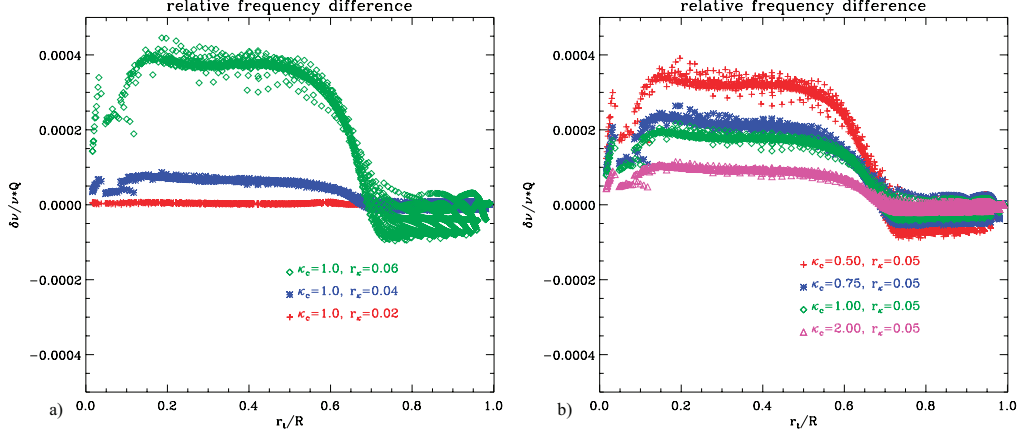 relative frequency difference
0.0004
0.0002
0.0000
−0.0002
−0.0004
δν/ν*Q
κc=1.0, rκ=0.06
κc=1.0, rκ=0.04
κc=1.0, rκ=0.02
0.0 0.2 0.4 0.6 0.8 1.0
a)
rt/R
relative frequency difference
0.0004
0.0002
0.0000
−0.0002
−0.0004
δν/ν*Q
κc=0.50, rκ=0.05
κc=0.75, rκ=0.05
κc=1.00, rκ=0.05
κc=2.00, rκ=0.05
0.0 0.2 0.4 0.6 0.8 1.0
b)
rt/R